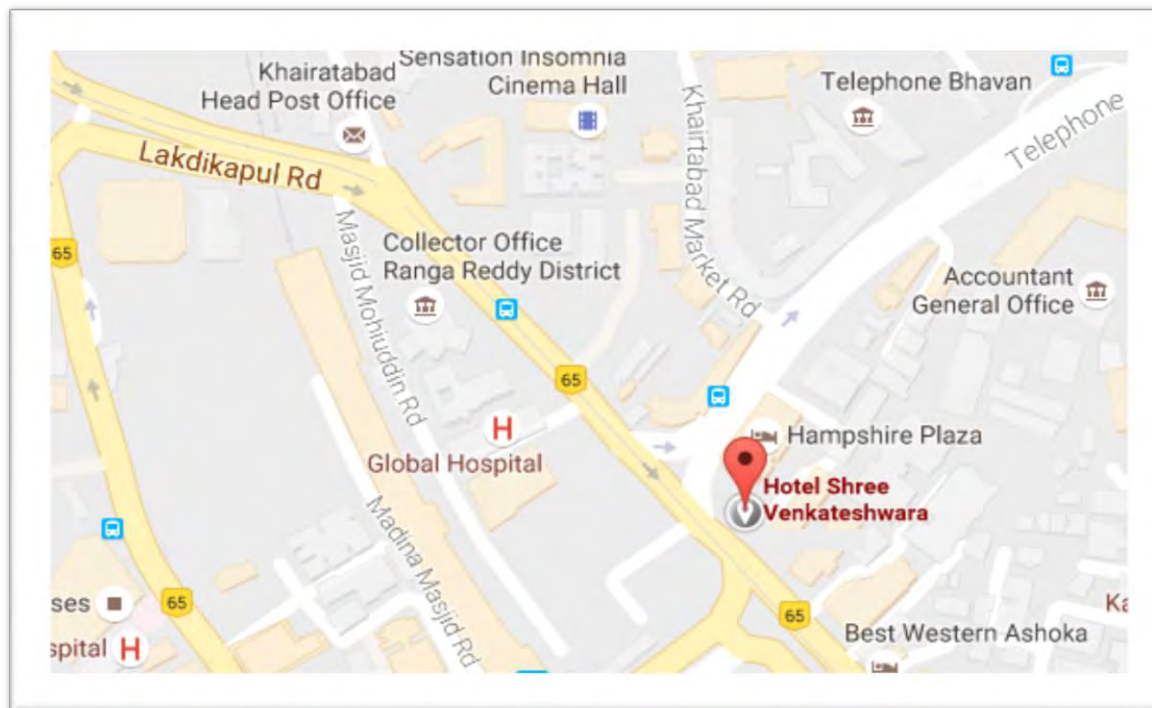 Sensation Insomnia
Cinema Hall
Khairatabad
Head Post Office
Telephone Bhavan
Telephone
Lakdikapul Rd
Khairtabad Market Rd
Masjid Mohiuddin Rd
Collector Office
Ranga Reddy District
65
Accountant
General Office
65
H
Global Hospital
Hampshire Plaza
Hotel Shree
Venkateshwara
Madina Masjid Rd
ses
65
65
Ka
spital H
Best Western Ashoka